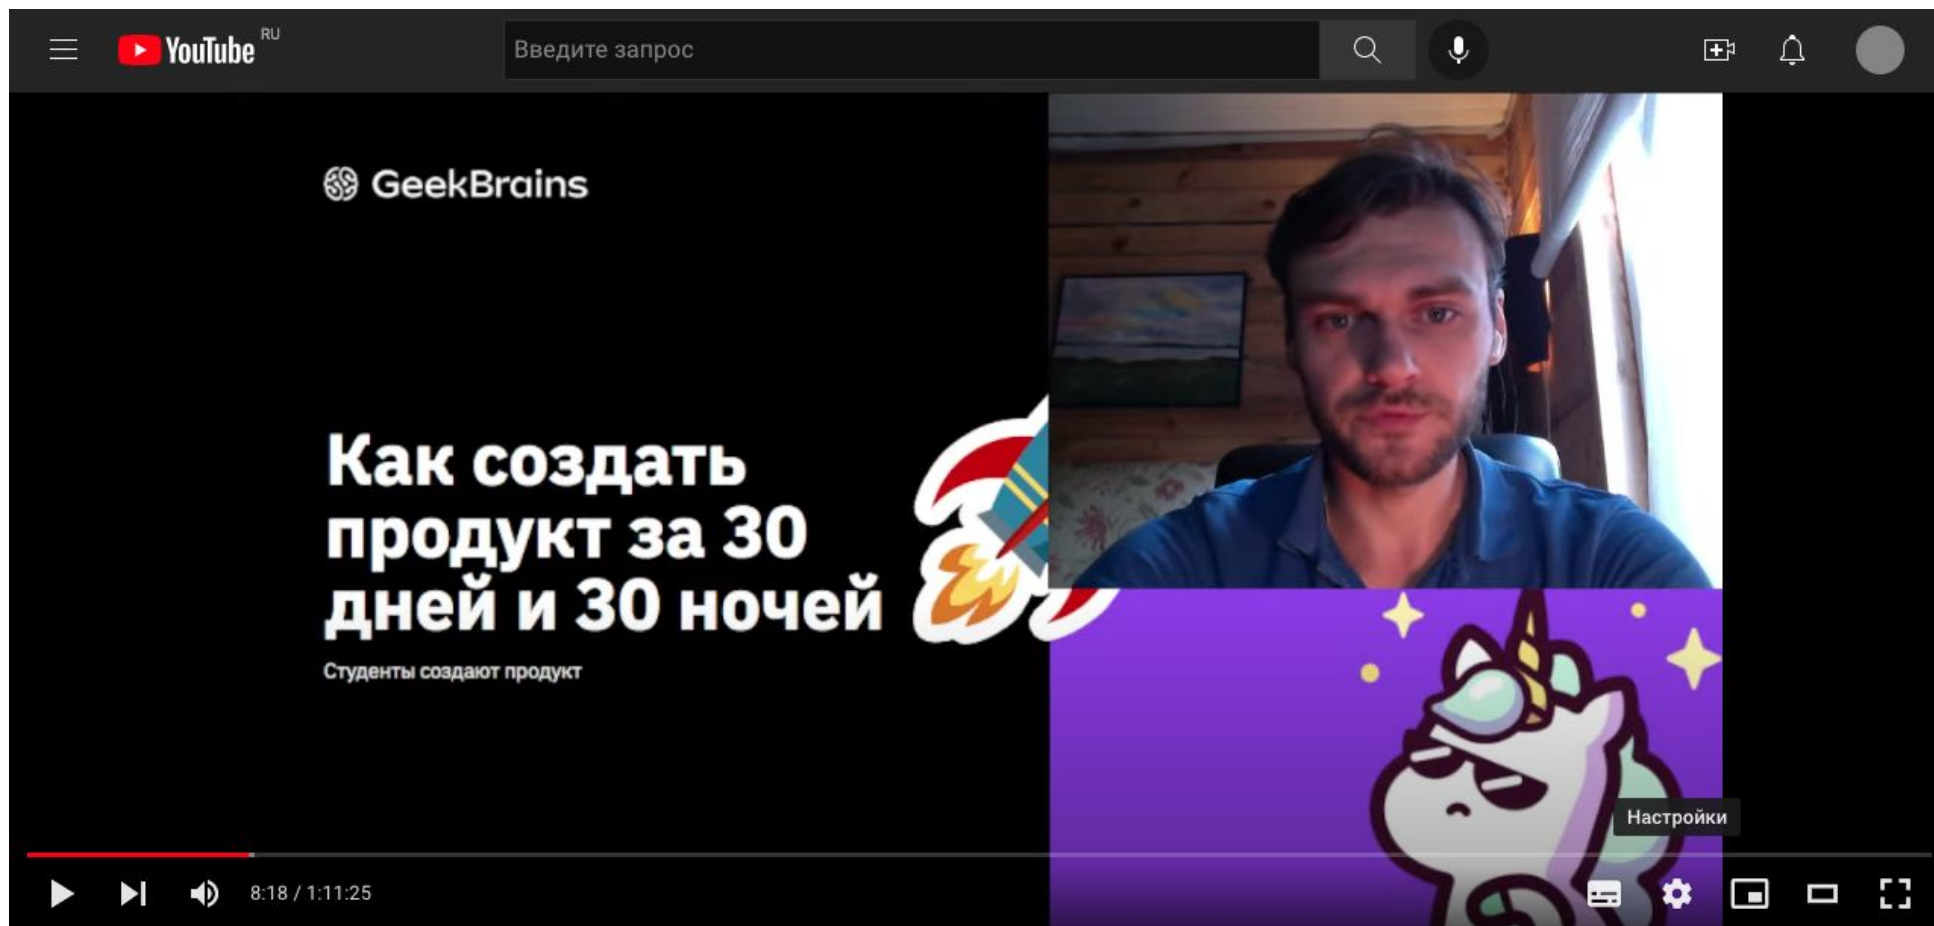 YouTube RU
Введите запрос
GeekBrains
Как создать
продукт за 30
дней и 30 ночей
Студенты создают продукт
Настройки
8:18 / 1:11:25